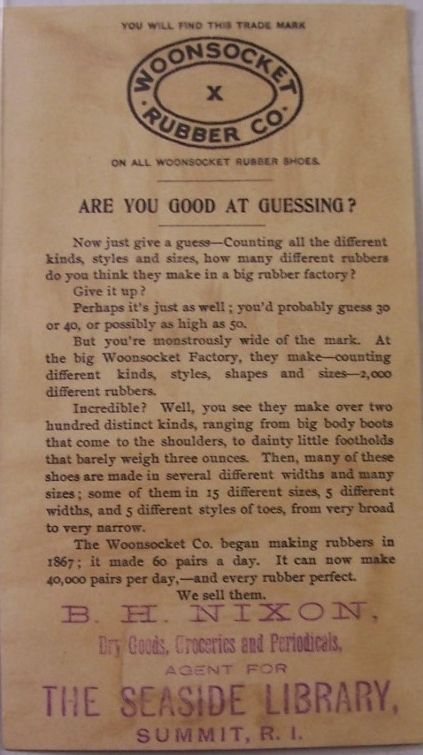 YOU WILL FIND THIS TRADE MARK
WOONSOCKET
X
RUBBER CO.
ON ALL WOONSOCKET RUBBER SHOES.
ARE YOU GOOD AT GUESSING?
Now just give a guess—Counting all the different
kinds, styles and sizes, how many different rubbers
do you think they make in a big rubber factory?
Give it up?
Perhaps it's just as well; you'd probably guess 30
or 40, or possibly as high as 50.
But you're monstrously wide of the mark. At
the big Woonsocket Factory, they make—counting
different kinds, styles, shapes and sizes—2,000
different rubbers.
Incredible? Well, you see they make over two
hundred distinct kinds, ranging from big body boots
that come to the shoulders, to dainty little footholds
that barely weigh three ounces. Then, many of these
shoes are made in several different widths and many
sizes; some of them in 15 different sizes, 5 different
widths, and 5 different styles of toes, from very broad
to very narrow.
The Woonsocket Co. began making rubbers in
1867; it made 60 pairs a day. It can now make
40,000 pairs per day,—and every rubber perfect.
We sell them.
B. H. NIXON,
Dry Goods, Groceries and Periodicals,
AGENT FOR
THE SEASIDE LIBRARY,
SUMMIT, R. I.